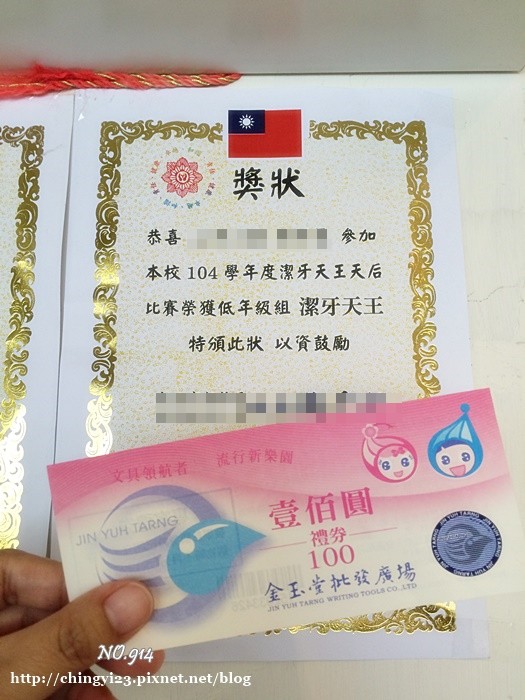 獎狀
恭喜 參加
本校104學年度潔牙天王天后
比賽榮獲低年級組 潔牙天王
特頒此狀 以資鼓勵
文具領航者 流行新樂園
JIN YUH TARNG
壹佰圓
禮券
100
金玉堂批發廣場
JIN YUH TARNG WRITING TOOLS CO.,LTD
NO.914
http://chingyi23.pixnet.net/blog